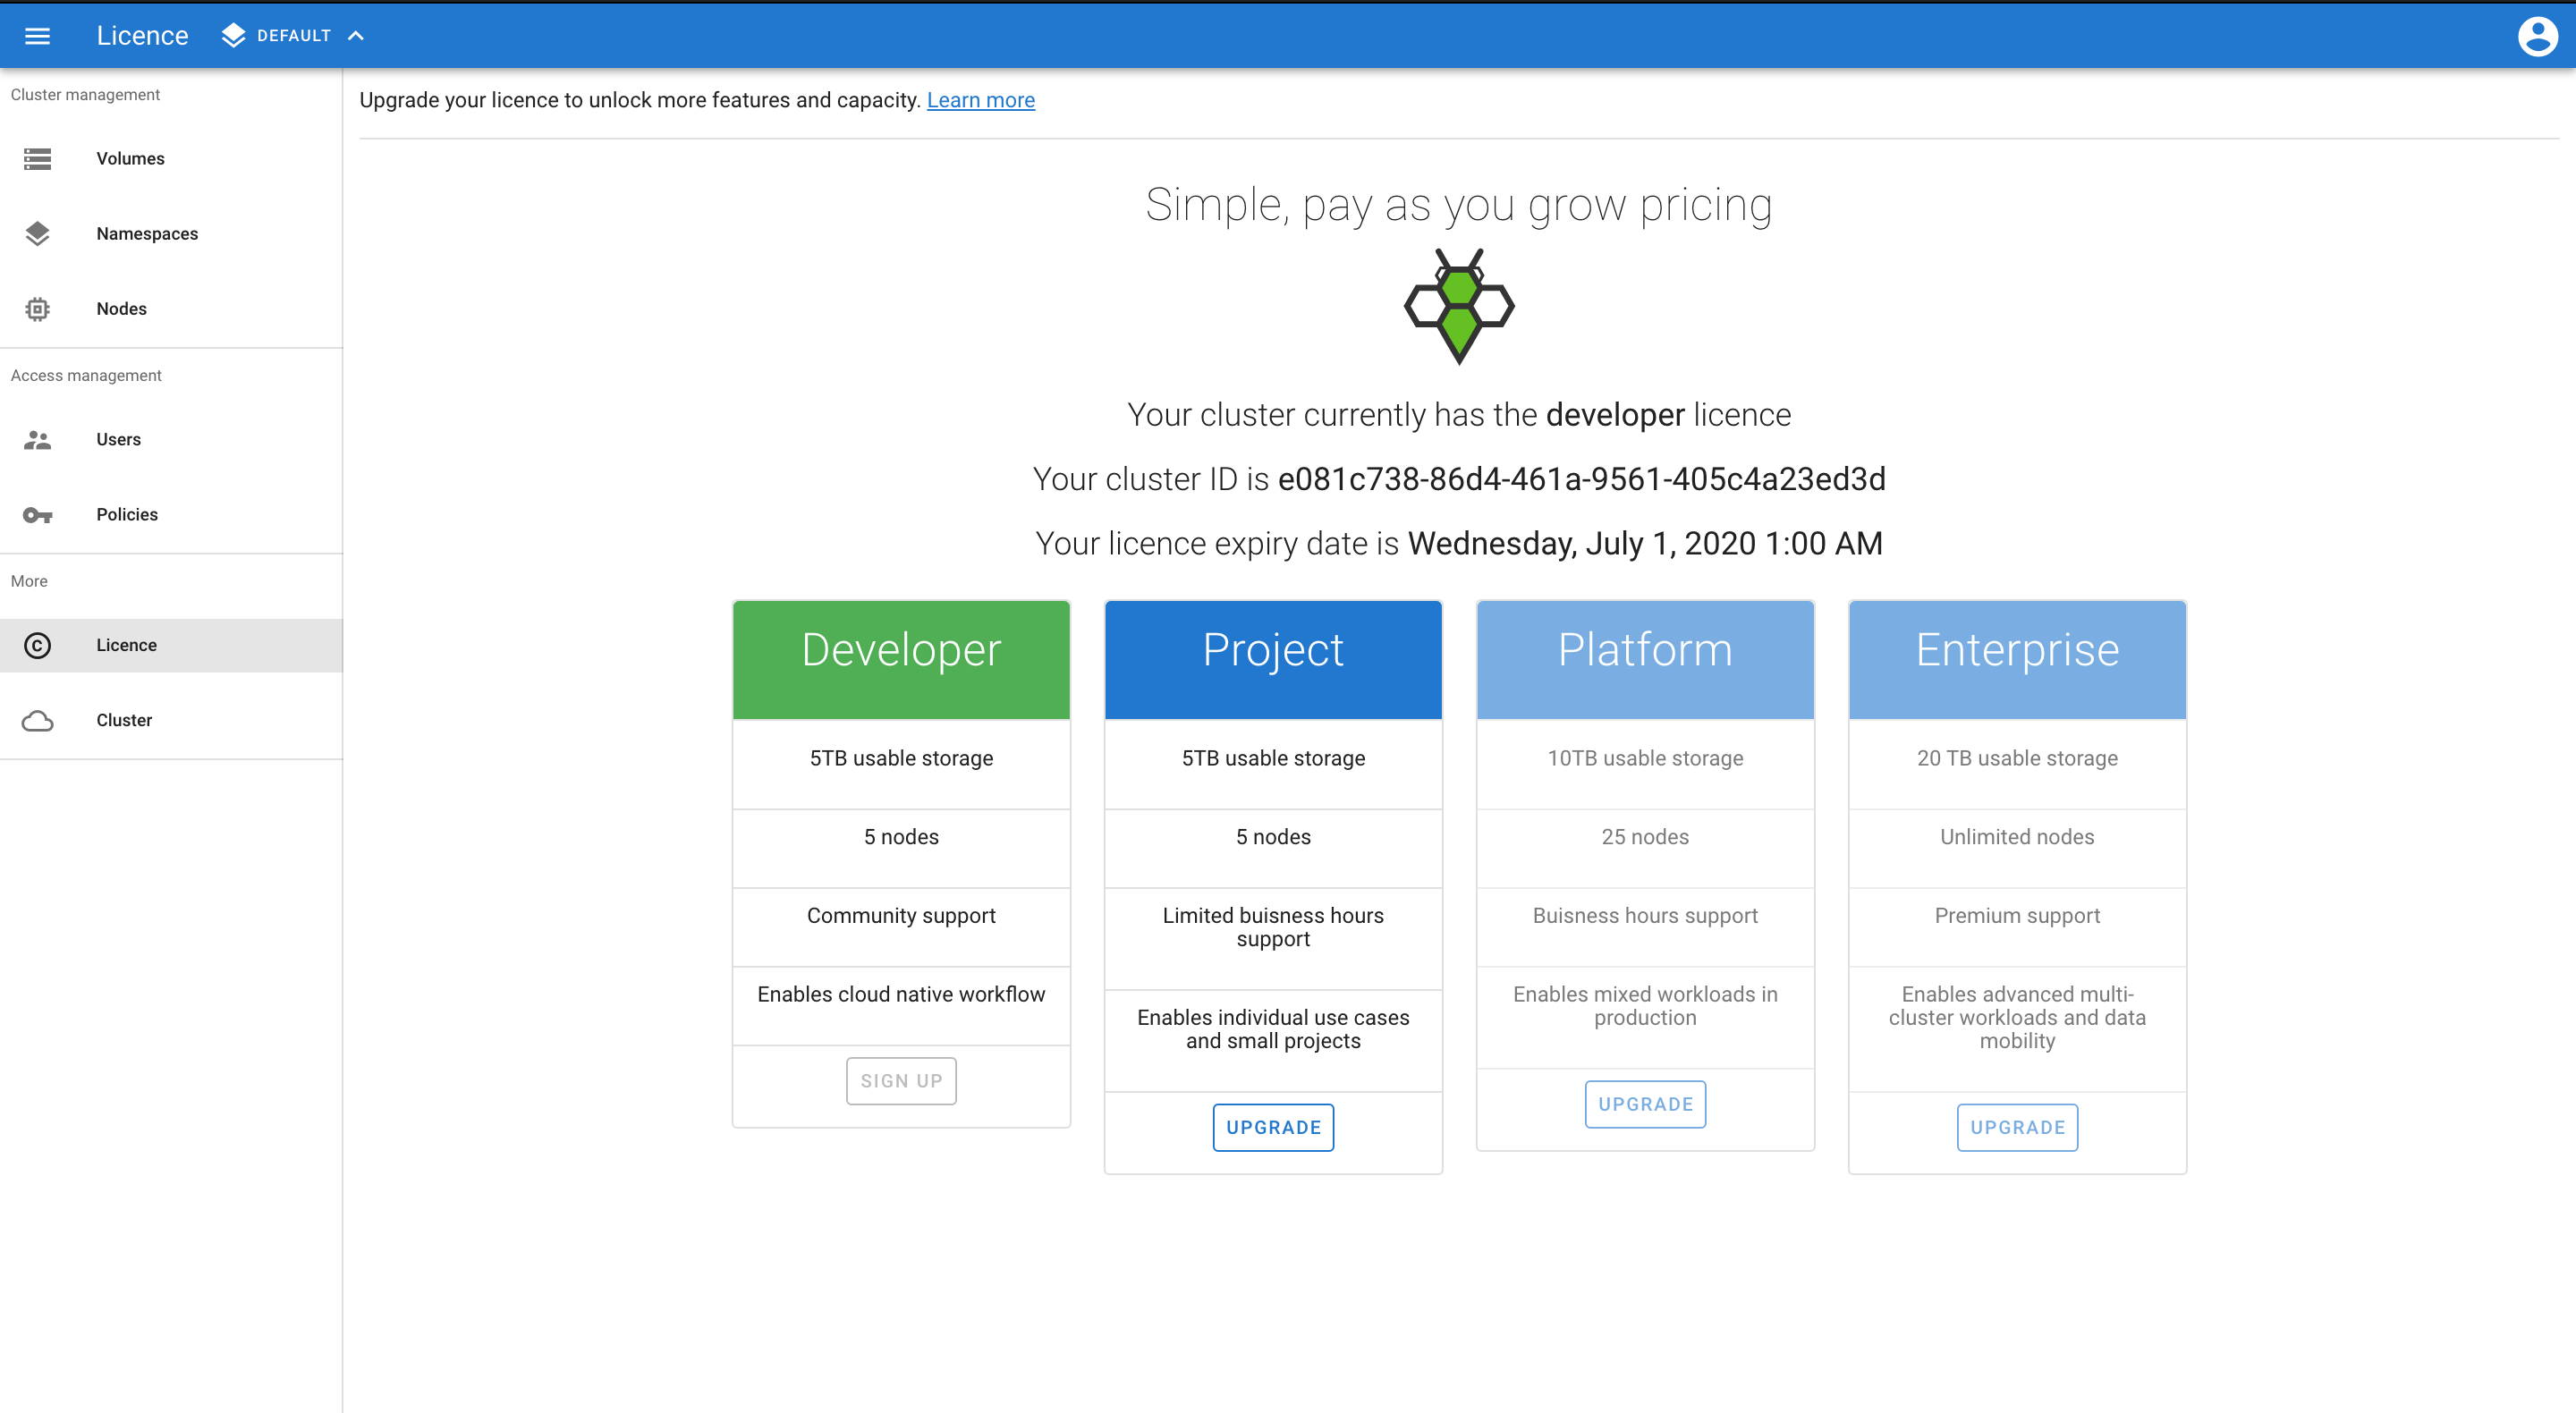 Licence
DEFAULT
Cluster management
Volumes
Namespaces
Nodes
Access management
Users
Policies
More
Licence
Cluster
Upgrade your licence to unlock more features and capacity. Learn more
Simple, pay as you grow pricing
Your cluster currently has the developer licence
Your cluster ID is e081c738-86d4-461a-9561-405c4a23ed3d
Your licence expiry date is Wednesday, July 1, 2020 1:00 AM
Developer
5TB usable storage
5 nodes
Community support
Enables cloud native workflow
SIGN UP
Project
5TB usable storage
5 nodes
Limited buisness hours
support
Enables individual use cases
and small projects
UPGRADE
Platform
10TB usable storage
25 nodes
Buisness hours support
Enables mixed workloads in
production
UPGRADE
Enterprise
20 TB usable storage
Unlimited nodes
Premium support
Enables advanced multi-
cluster workloads and data
mobility
UPGRADE